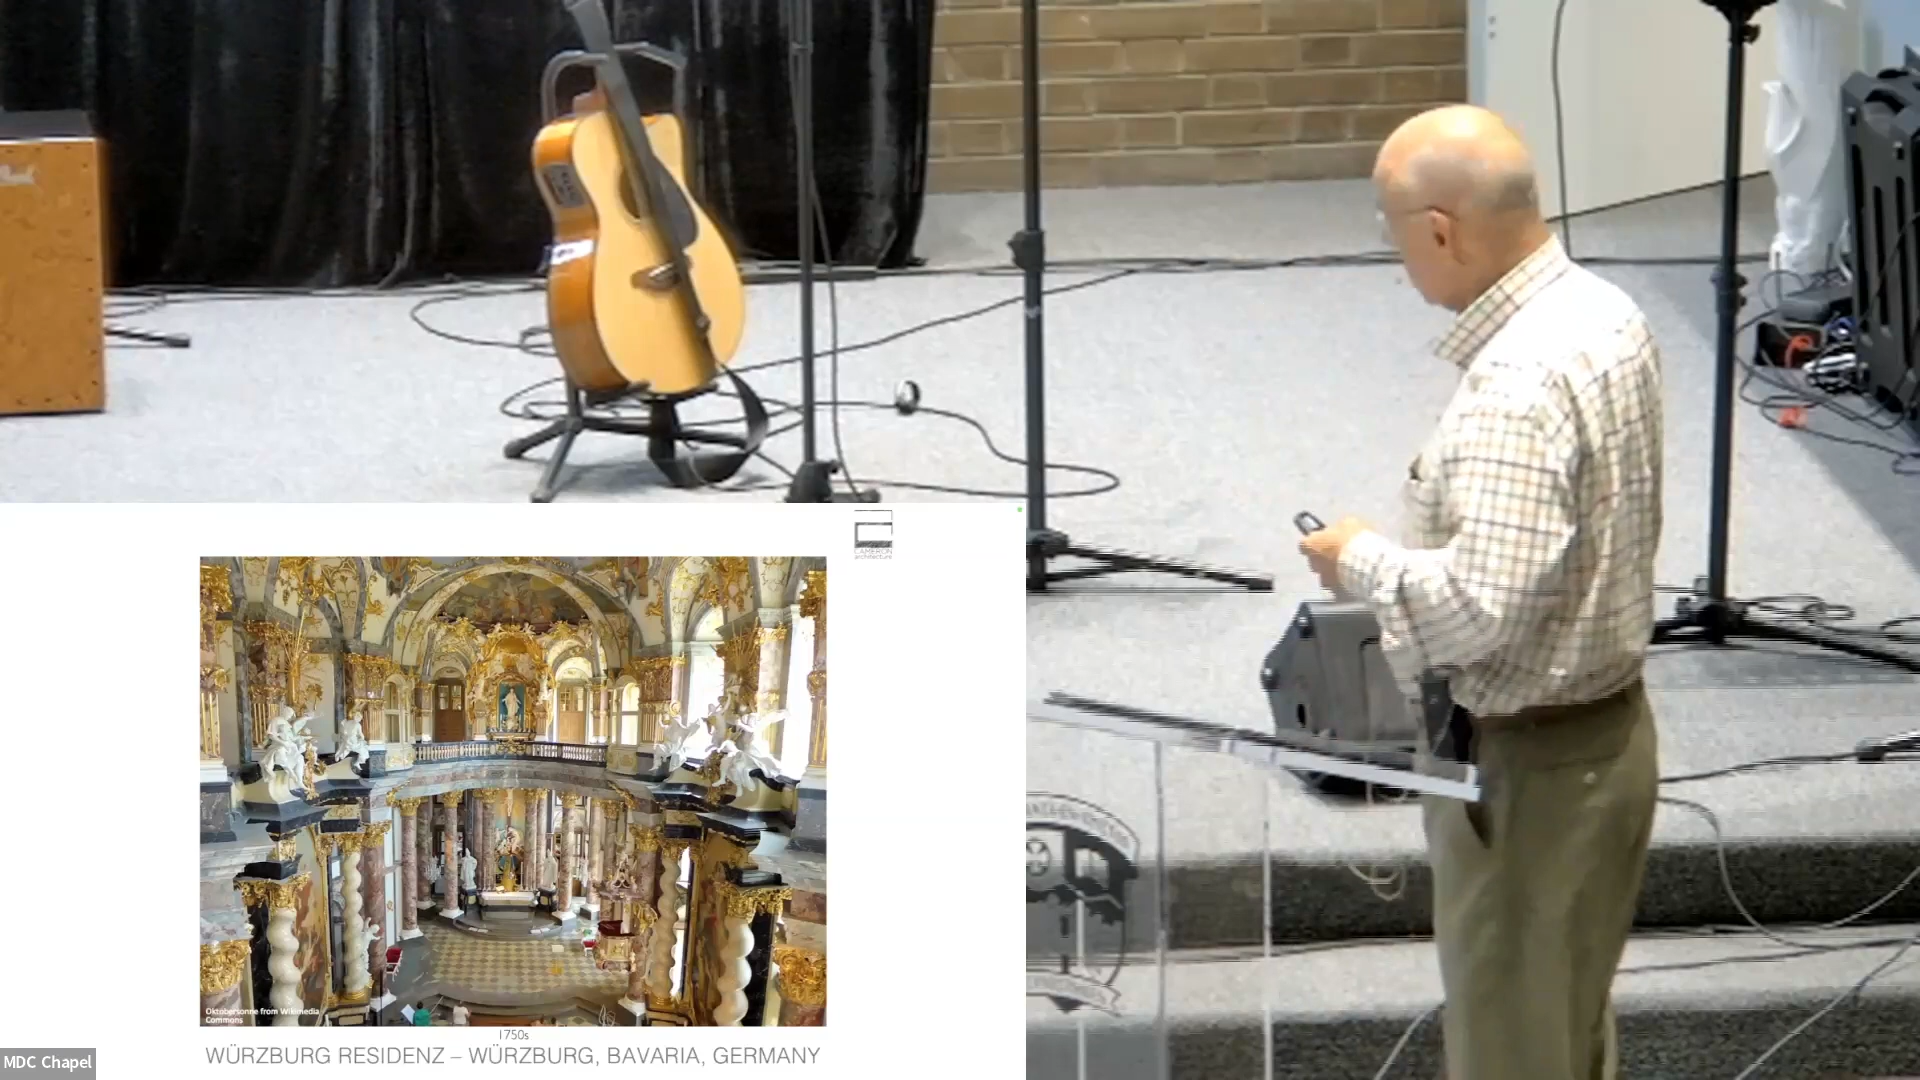 CAMERON
architecture
Oktobersonne from Wikimedia
Commons
1750s
WÜRZBURG RESIDENZ – WÜRZBURG, BAVARIA, GERMANY
MDC Chapel